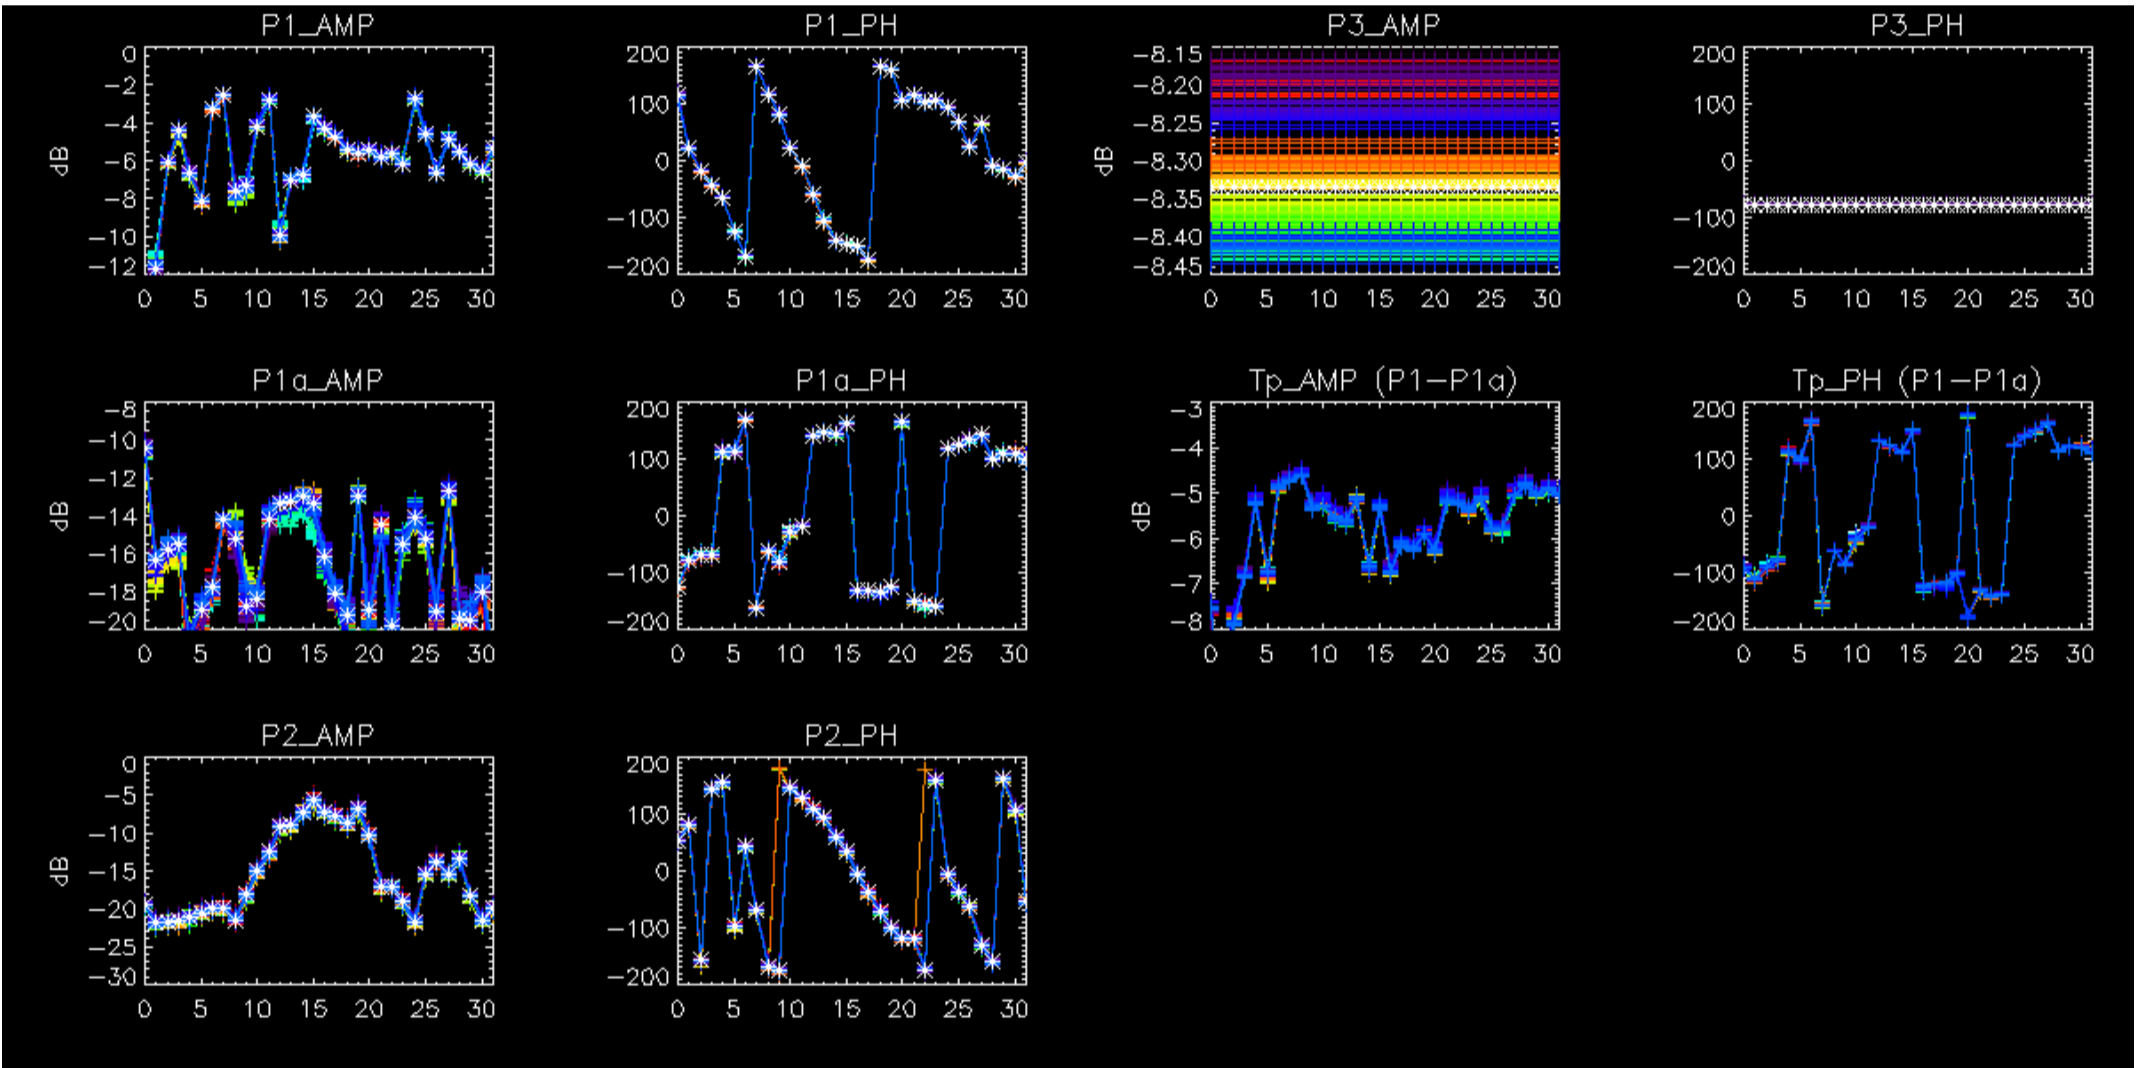 P1_AMP
P1_PH
P3_AMP
P3_PH
0
-2
-4
-6
-8
-10
-12
dB
0 5 10 15 20 25 30
200
100
0
-100
-200
0 5 10 15 20 25 30
-8.15
-8.20
-8.25
-8.30
-8.35
-8.40
-8.45
dB
0 5 10 15 20 25 30
200
100
0
-100
-200
0 5 10 15 20 25 30
P1a_AMP
P1a_PH
Tp_AMP (P1-P1a)
Tp_PH (P1-P1a)
-8
-10
-12
-14
-16
-18
-20
dB
0 5 10 15 20 25 30
200
100
0
-100
-200
0 5 10 15 20 25 30
-3
-4
-5
-6
-7
-8
dB
0 5 10 15 20 25 30
200
100
0
-100
-200
0 5 10 15 20 25 30
P2_AMP
P2_PH
0
-5
-10
-15
-20
-25
-30
dB
0 5 10 15 20 25 30
200
100
0
-100
-200
0 5 10 15 20 25 30